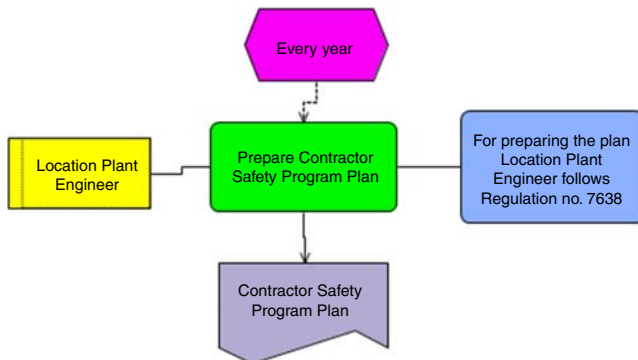 Every year
Location Plant
Engineer
Prepare Contractor
Safety Program Plan
For preparing the plan
Location Plant
Engineer follows
Regulation no. 7638
Contractor Safety
Program Plan